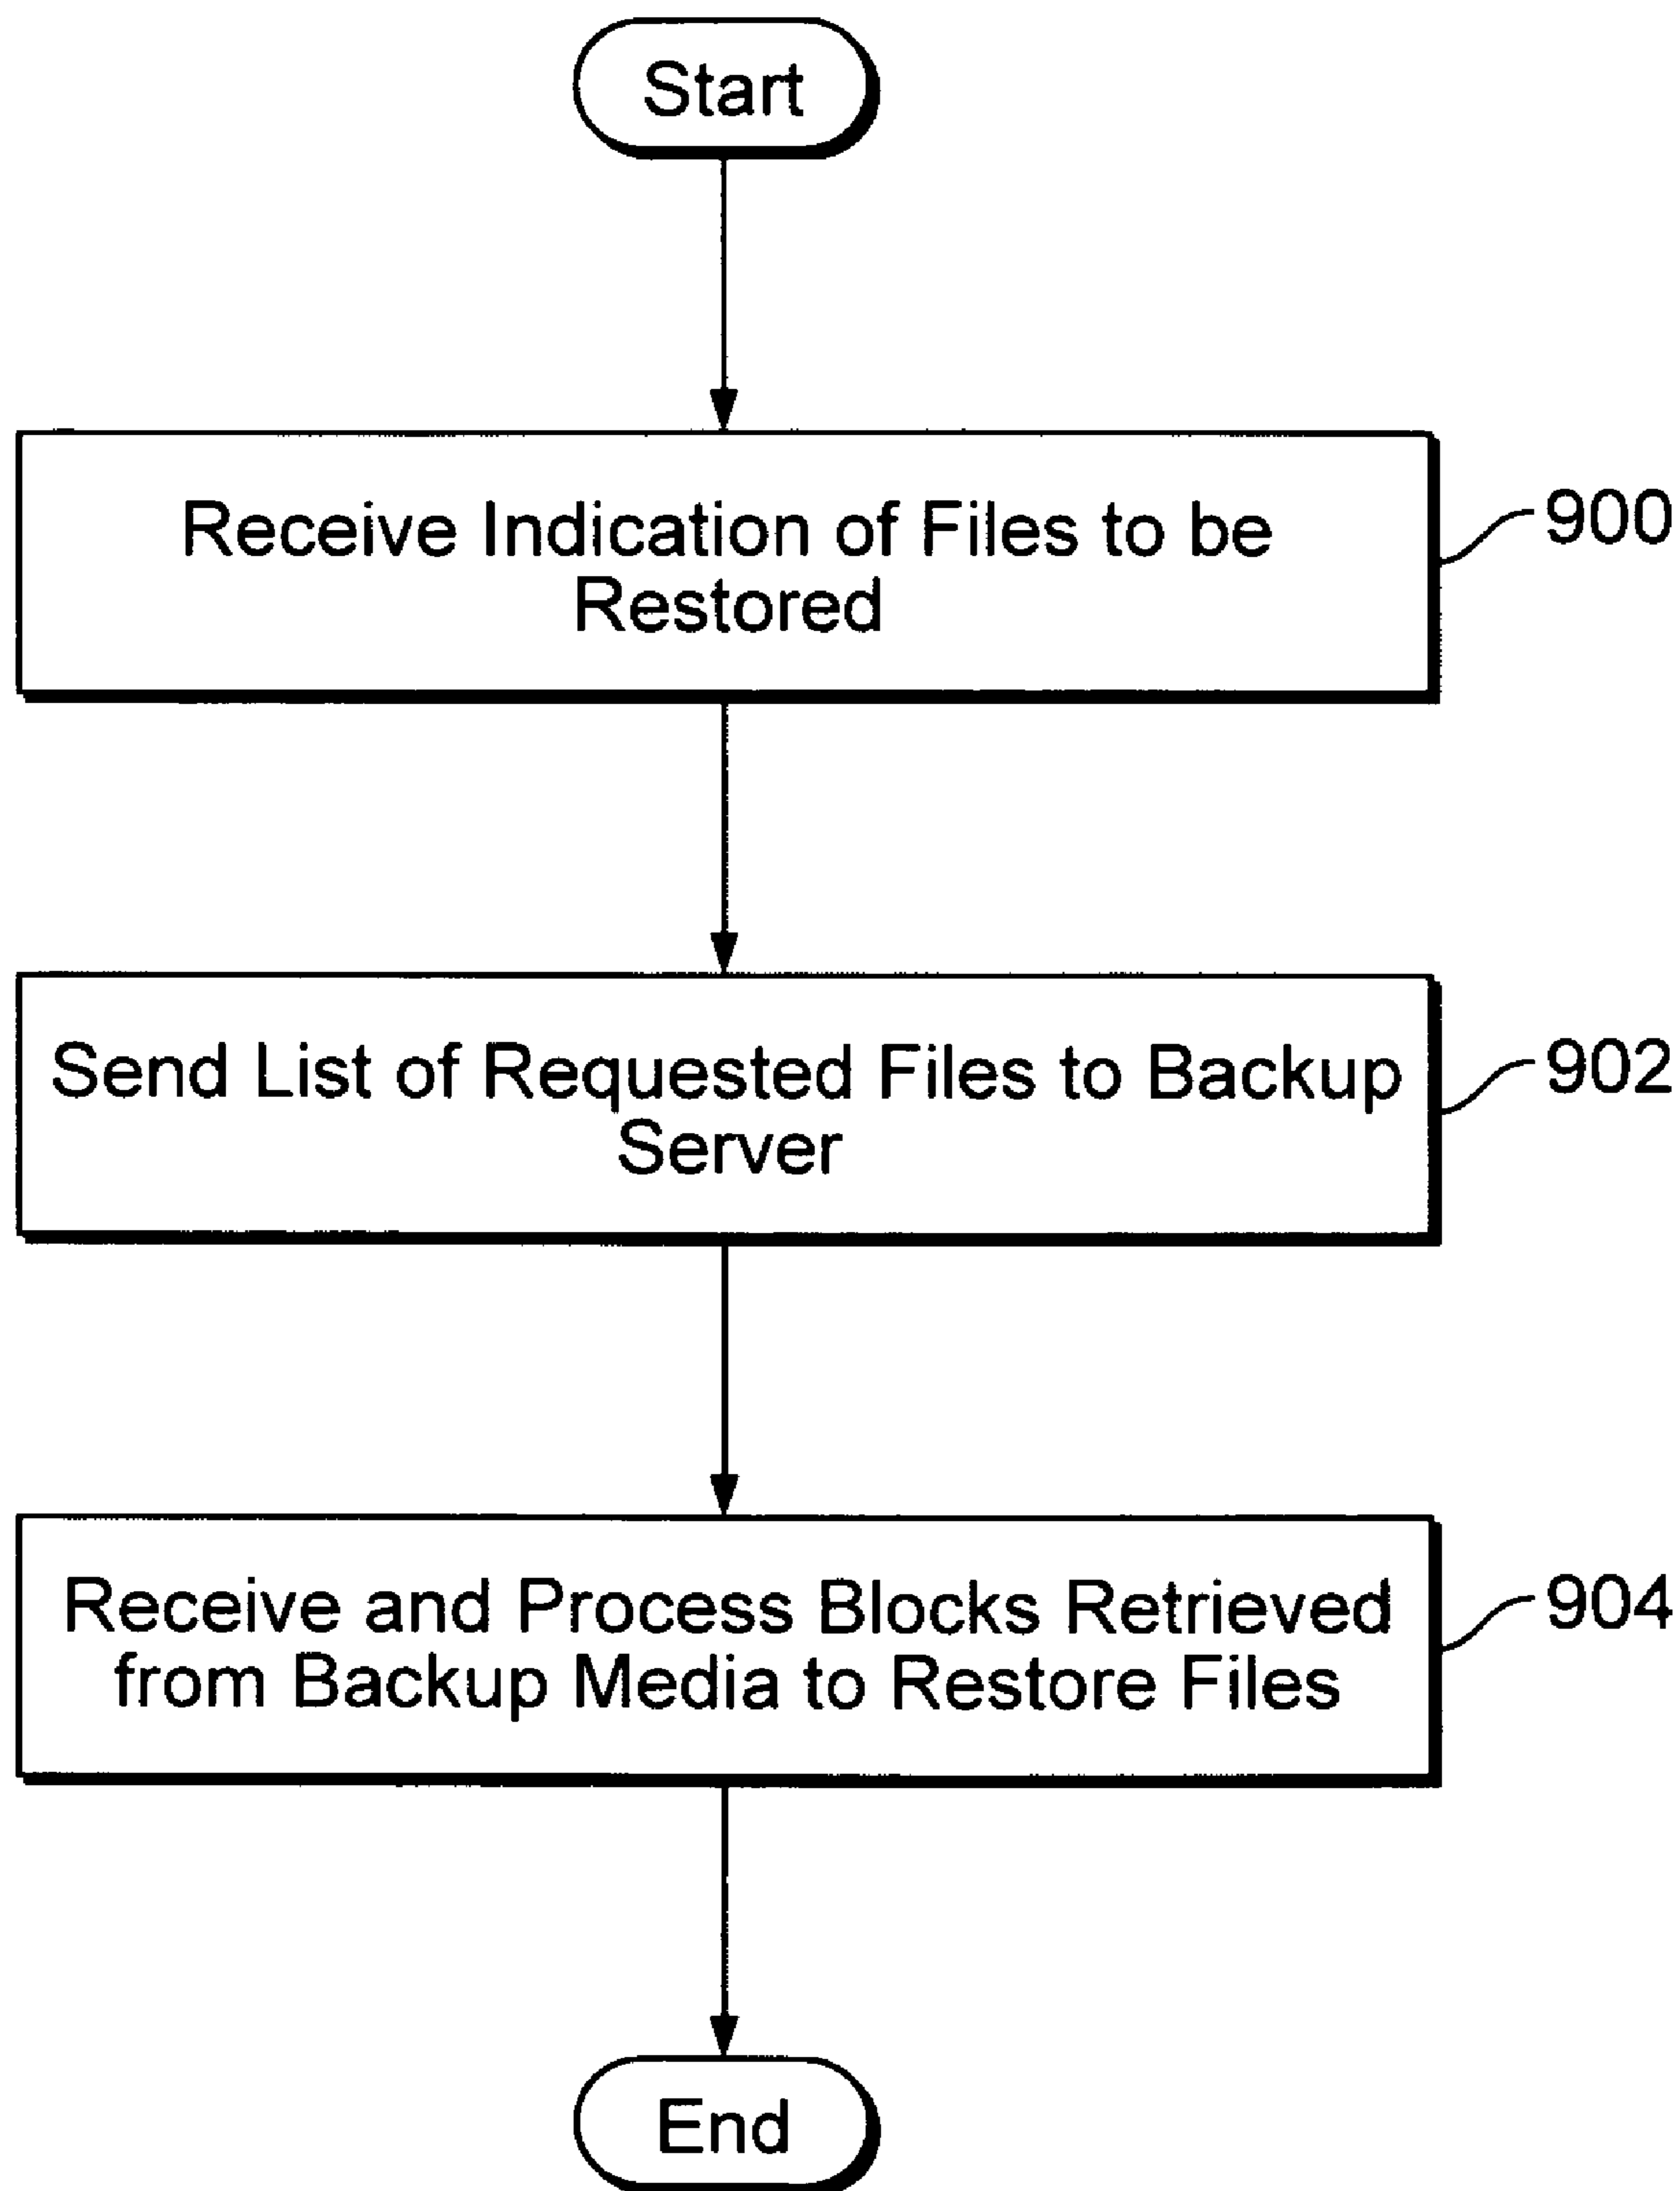 Start
Receive Indication of Files to be
Restored
900
Send List of Requested Files to Backup
Server
902
Receive and Process Blocks Retrieved
from Backup Media to Restore Files
904
End